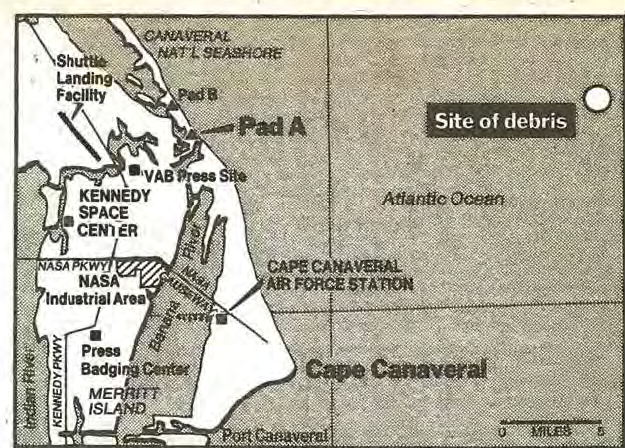 CANAVERAL
NAT'L SEASHORE
Shuttle
Landing
Facility
Pad B
Pad A
Site of debris
VAB Press Site
Atlantic Ocean
KENNEDY
SPACE
CENTER
River
NASA PKWY
NASA
CAPE CANAVERAL
AIR FORCE STATION
NASA
Industrial Area
Banana
Press
Badging Center
Cape Canaveral
Indian River
KENNEDY PKWY
MERRITT
ISLAND
Port Canaveral
0 MILES 5